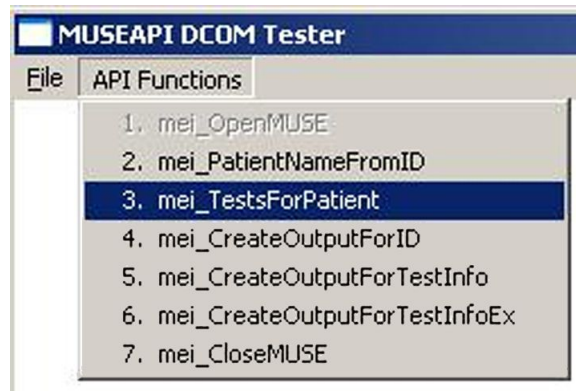 MUSEAPI DCOM Tester
File API Functions
1. mei_OpenMUSE
2. mei_PatientNameFromID
3. mei_TestsForPatient
4. mei_CreateOutputForID
5. mei_CreateOutputForTestInfo
6. mei_CreateOutputForTestInfoEx
7. mei_CloseMUSE